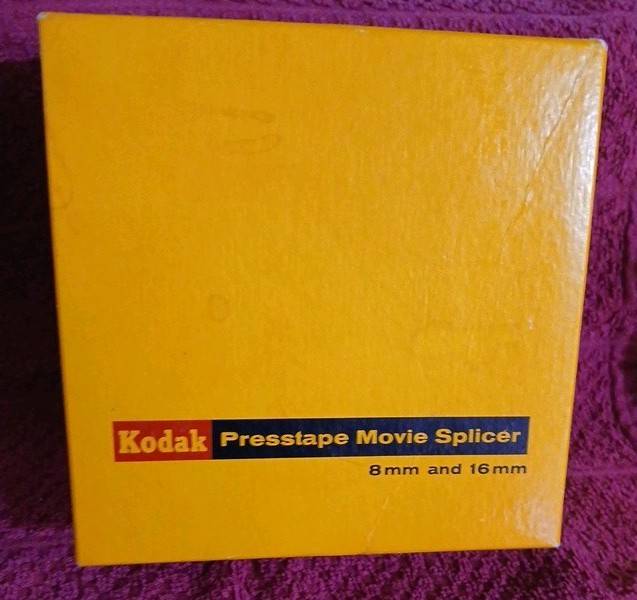 Kodak Presstape Movie Splicer
8mm and 16mm